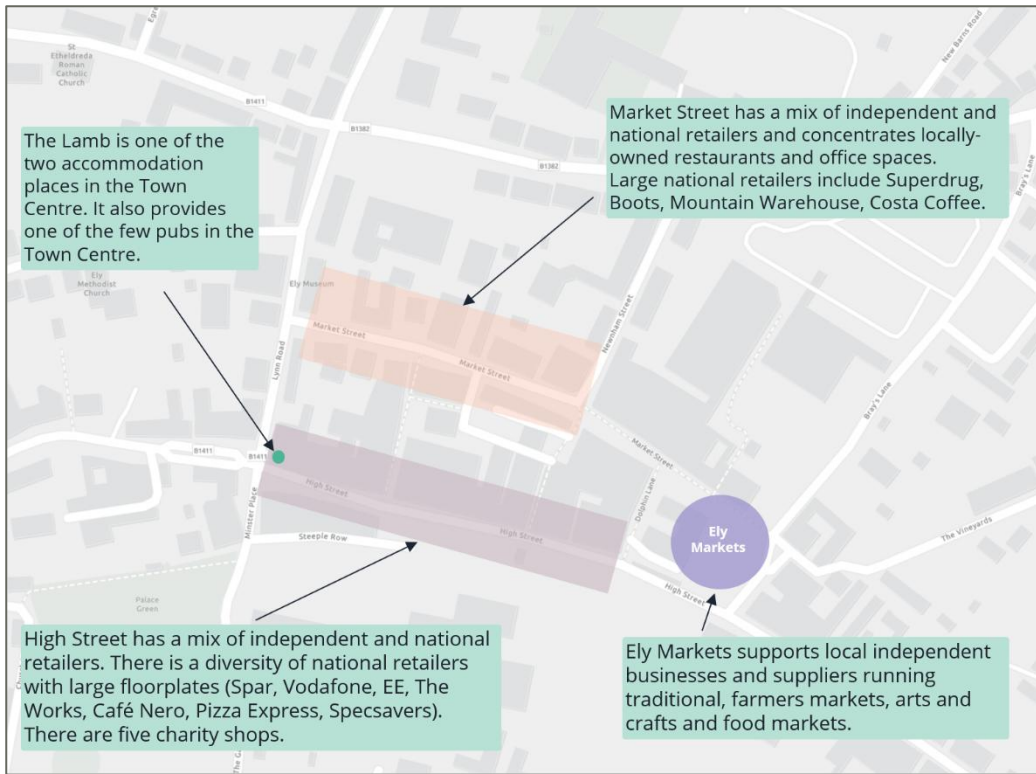 St
Etheldreda
Roman
Catholic
Church
B1411
B1382
B1382
New Barns Road
Bray's Lane
The Lamb is one of the
two accommodation
places in the Town
Centre. It also provides
one of the few pubs in the
Town Centre.
Market Street has a mix of independent and
national retailers and concentrates locally-
owned restaurants and office spaces.
Large national retailers include Superdrug,
Boots, Mountain Warehouse, Costa Coffee.
Ely
Methodist
Church
Ely Museum
Lynn Road
Market Street
Market Street
Newnham Street
Bray's Lane
Market Street
B1411
B1411
High Street
High Street
Minster Place
Steeple Row
Dolphin Lane
Ely
Markets
The Vineyards
High Street
Palace
Green
High Street has a mix of independent and national
retailers. There is a diversity of national retailers
with large floorplates (Spar, Vodafone, EE, The
Works, Café Nero, Pizza Express, Specsavers).
There are five charity shops.
Ely Markets supports local independent
businesses and suppliers running
traditional, farmers markets, arts and
crafts and food markets.